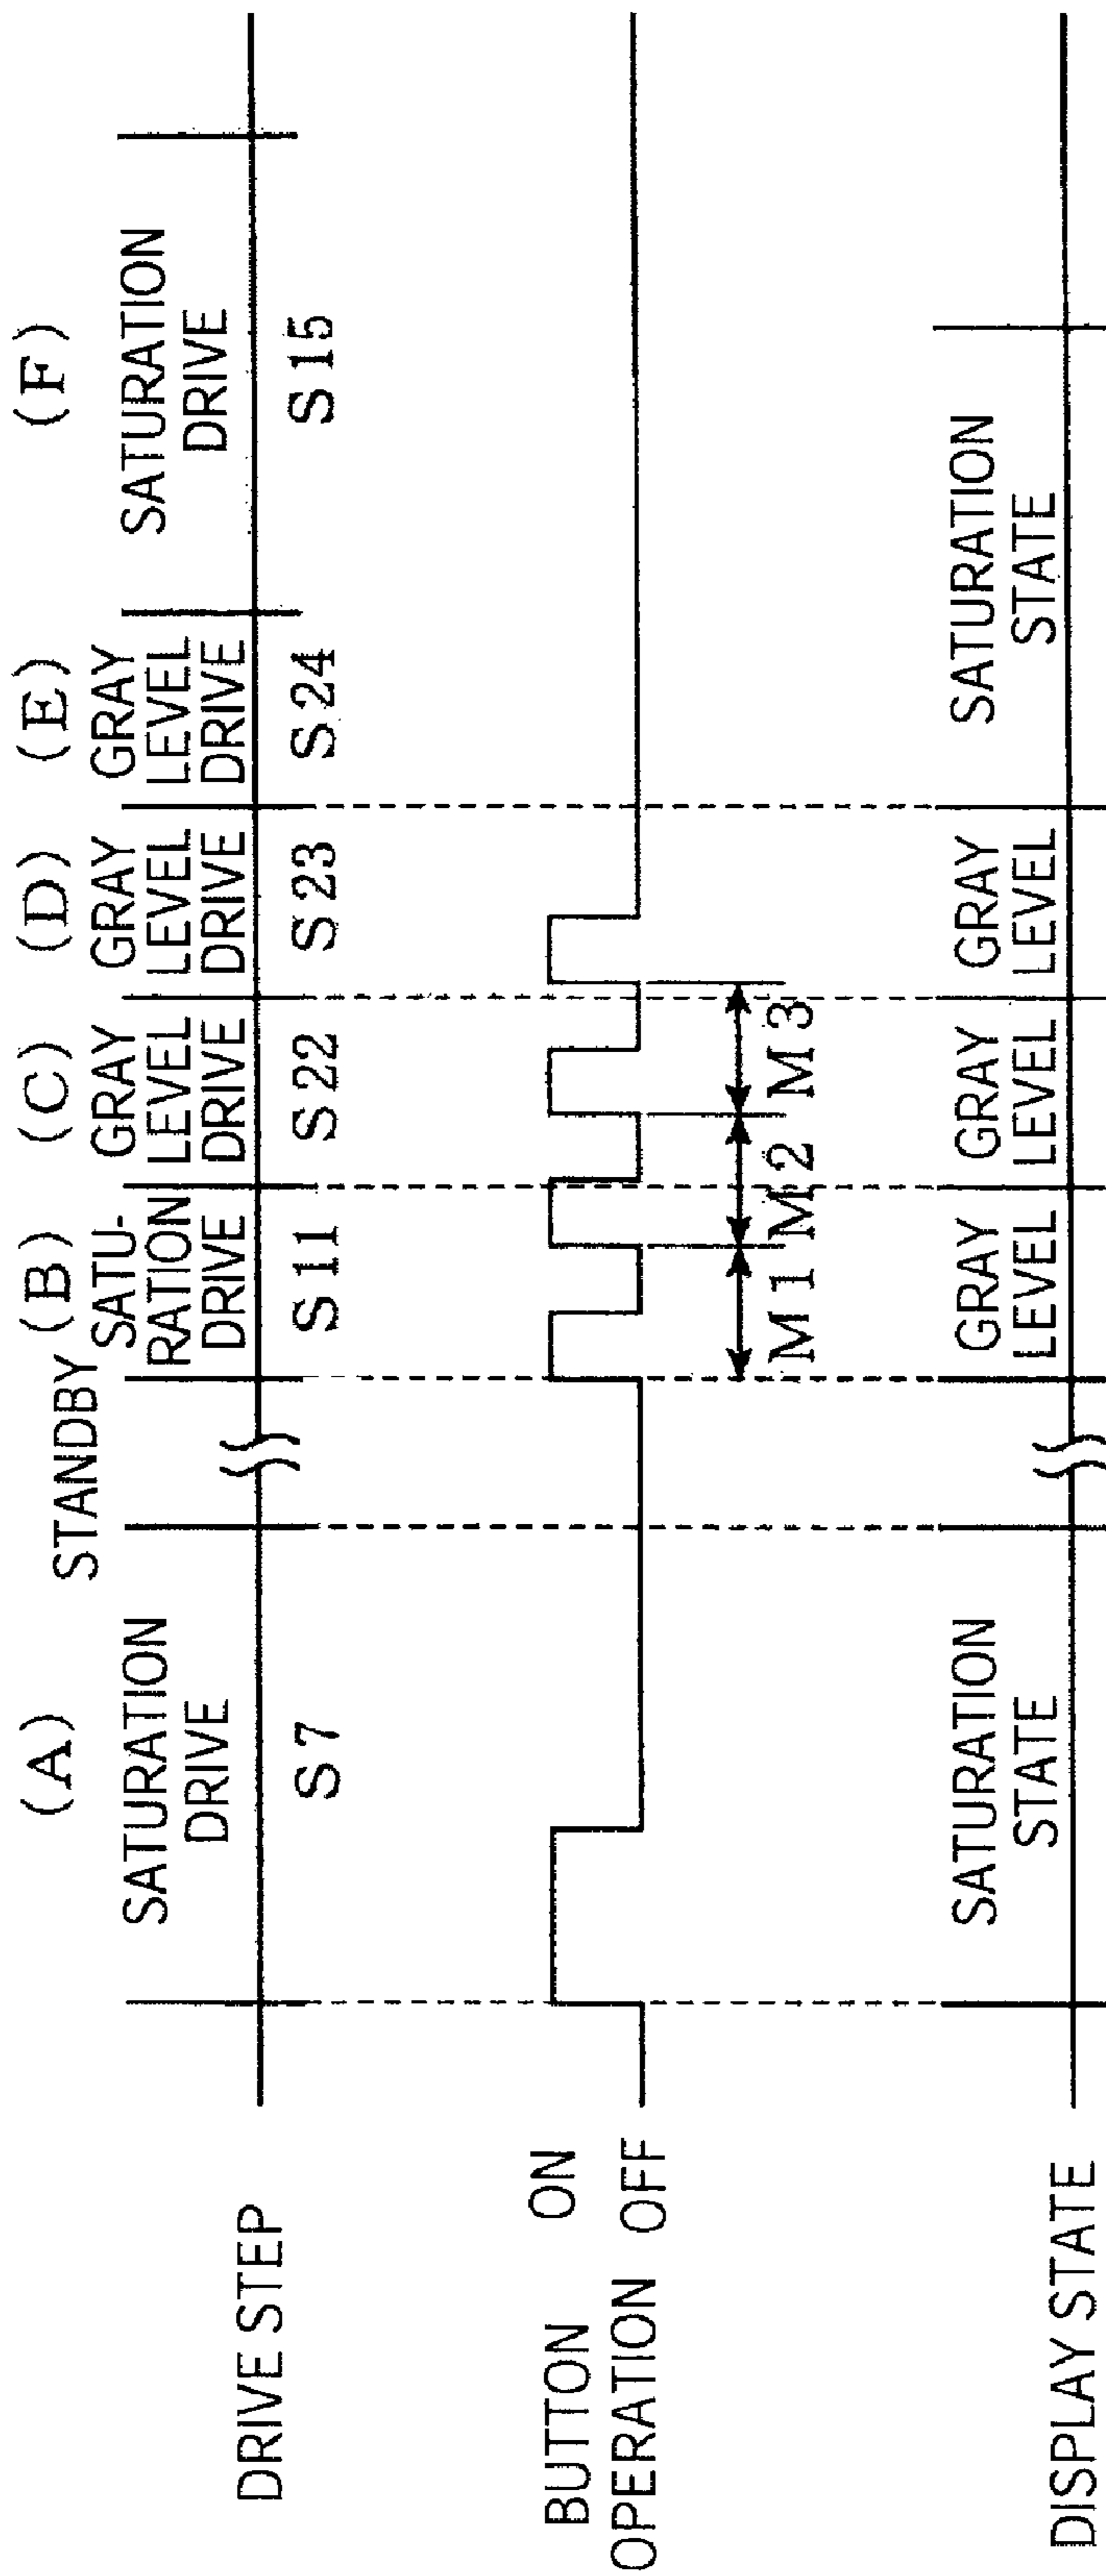 (A)
SATURATION
DRIVE
S7
STANDBY
(B)
SATU-
RATION
DRIVE
S11
(C)
GRAY
LEVEL
DRIVE
S22
(D)
GRAY
LEVEL
DRIVE
S23
(E)
GRAY
LEVEL
DRIVE
S24
(F)
SATURATION
DRIVE
S15
DRIVE STEP
BUTTON ON
OPERATION OFF
M1
M2
M3
DISPLAY STATE
SATURATION
STATE
GRAY
LEVEL
GRAY
LEVEL
GRAY
LEVEL
SATURATION
STATE